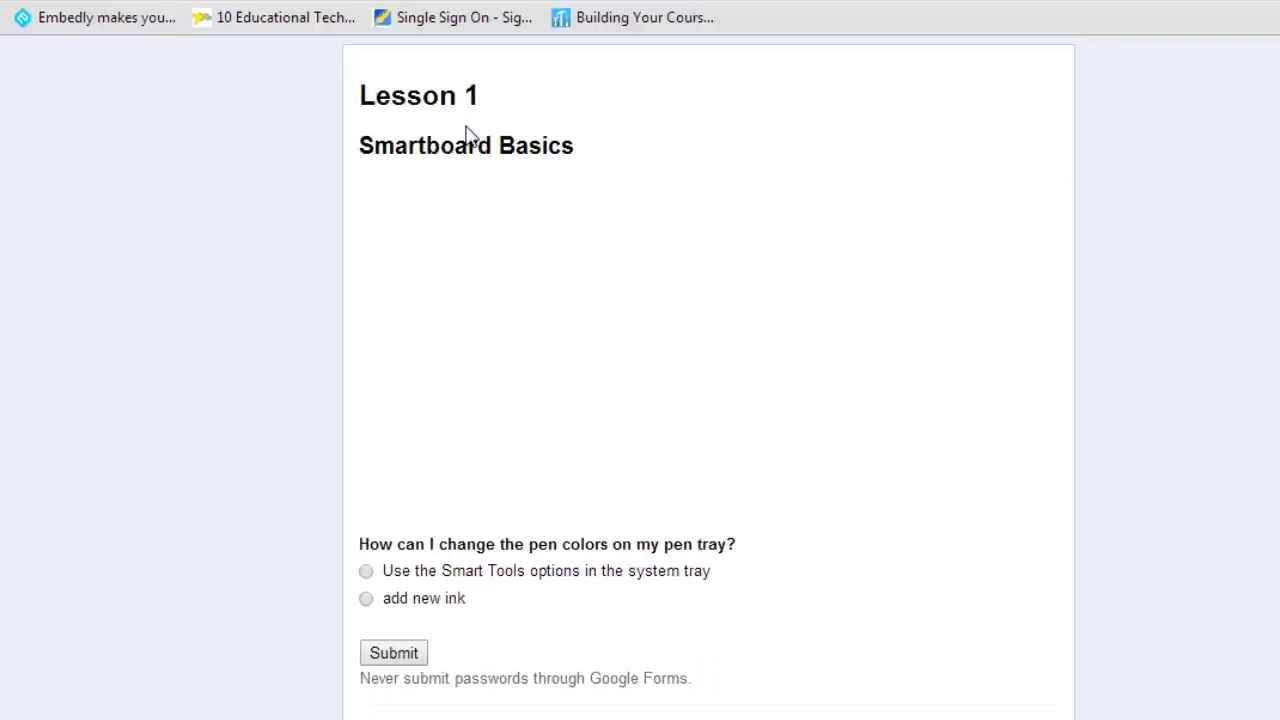 Embedly makes you... 10 Educational Tech... Single Sign On - Sig... Building Your Cours...
Lesson 1
Smartboard Basics
How can I change the pen colors on my pen tray?
Use the Smart Tools options in the system tray
add new ink
Submit
Never submit passwords through Google Forms.